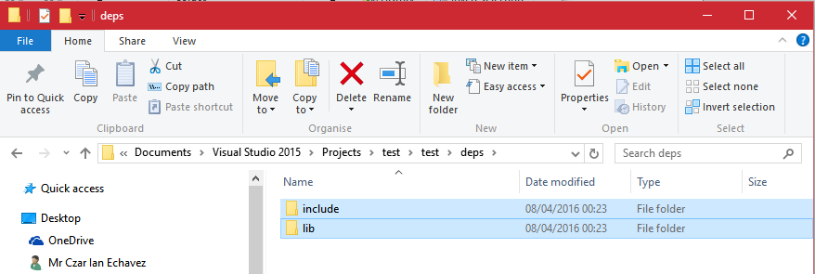 deps
File Home Share View
Pin to Quick access
Copy
Paste
Cut
Copy path
Paste shortcut
Clipboard
Move to
Copy to
Delete
Rename
Organise
New folder
New item
Easy access
New
Properties
Open
Edit
History
Open
Select all
Select none
Invert selection
Select
« Documents > Visual Studio 2015 > Projects > test > test > deps >
Search deps
Quick access
Desktop
OneDrive
Mr Czar Ian Echavez
Name Date modified Type Size
include 08/04/2016 00:23 File folder
lib 08/04/2016 00:23 File folder